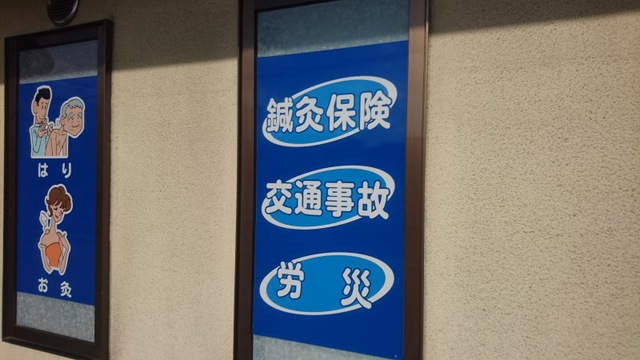 はり
お灸
鍼灸保険
交通事故
労災